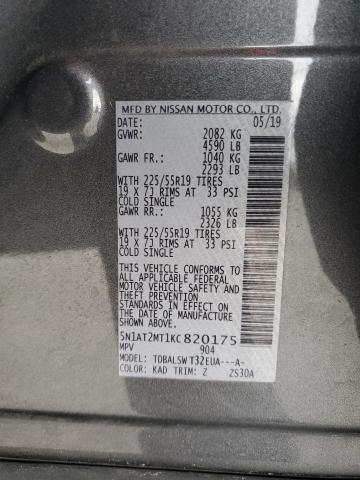 MFD BY NISSAN MOTOR CO., LTD.
DATE: 05/19
GVWR: 2082 KG
4590 LB
GAWR FR.: 1040 KG
2293 LB
WITH 225/55R19 TIRES
19 X 7J RIMS AT 33 PSI
COLD SINGLE
GAWR RR.: 1055 KG
2326 LB
WITH 225/55R19 TIRES
19 X 7J RIMS AT 33 PSI
COLD SINGLE
THIS VEHICLE CONFORMS TO
ALL APPLICABLE FEDERAL
MOTOR VEHICLE SAFETY AND
THEFT PREVENTION
STANDARDS IN EFFECT ON
THE DATE OF MANUFACTURE
SHOWN ABOVE.
5N1AT2MT1KC820175
MPV 904
MODEL: TDBALSW T32EUA---A-
COLOR: KAD TRIM: Z ZS30A